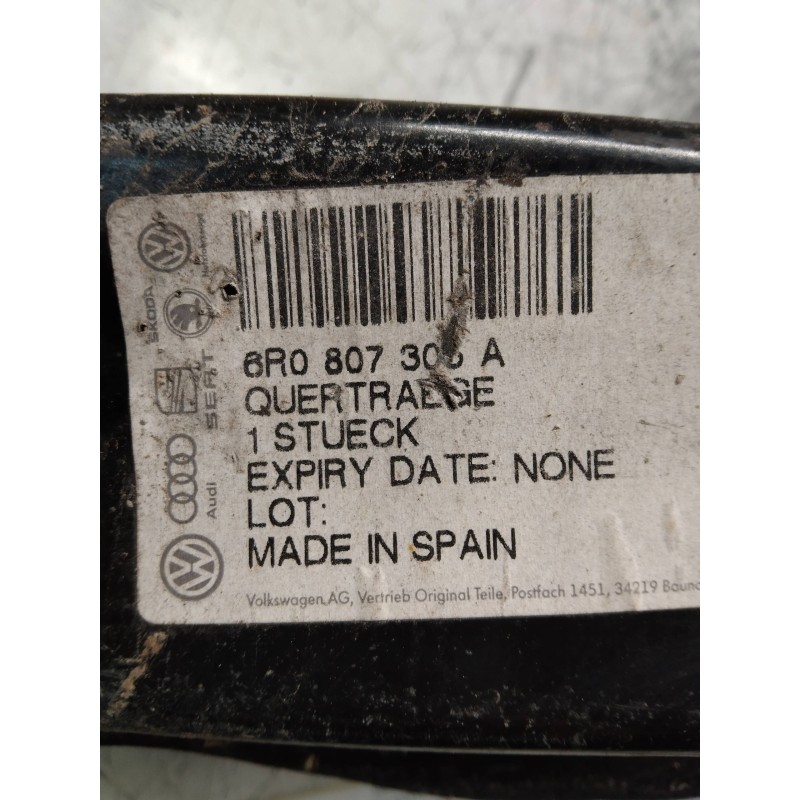 6R0 807 A
QUERTRAEGE
1 STUECK
EXPIRY DATE: NONE
LOT:
MADE IN SPAIN
Volkswagen AG, Vertrieb Original Teile, Postfach 1451, 34219
ŠKODA
SEAT
Audi